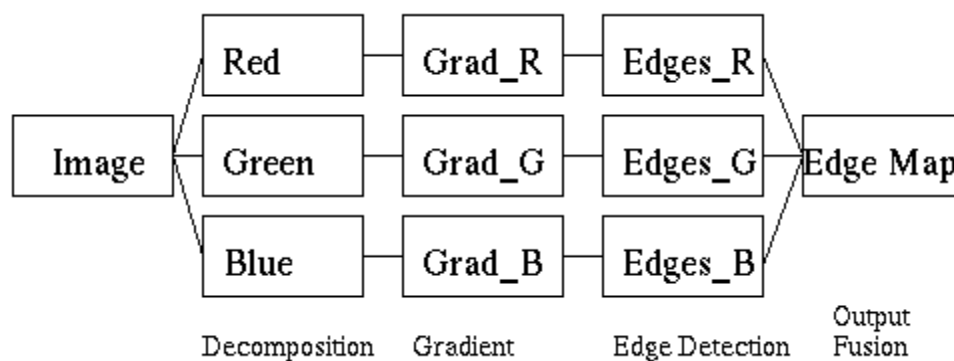 Red
Grad_R
Edges_R
Image
Green
Grad_G
Edges_G
Edge Map
Blue
Grad_B
Edges_B
Decomposition
Gradient
Edge Detection
Output
Fusion